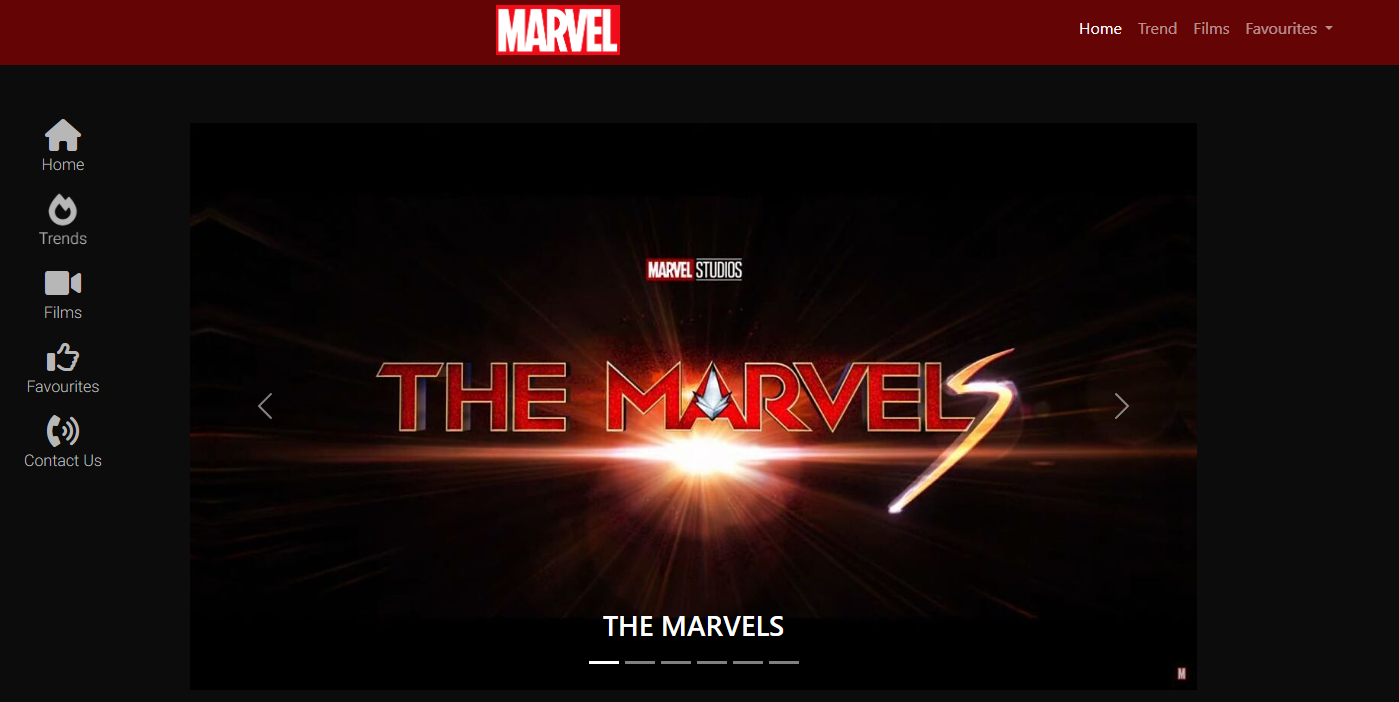 MARVEL
Home Trend Films Favourites
Home
Trends
Films
Favourites
Contact Us
MARVEL STUDIOS
THE MARVELS
THE MARVELS
M